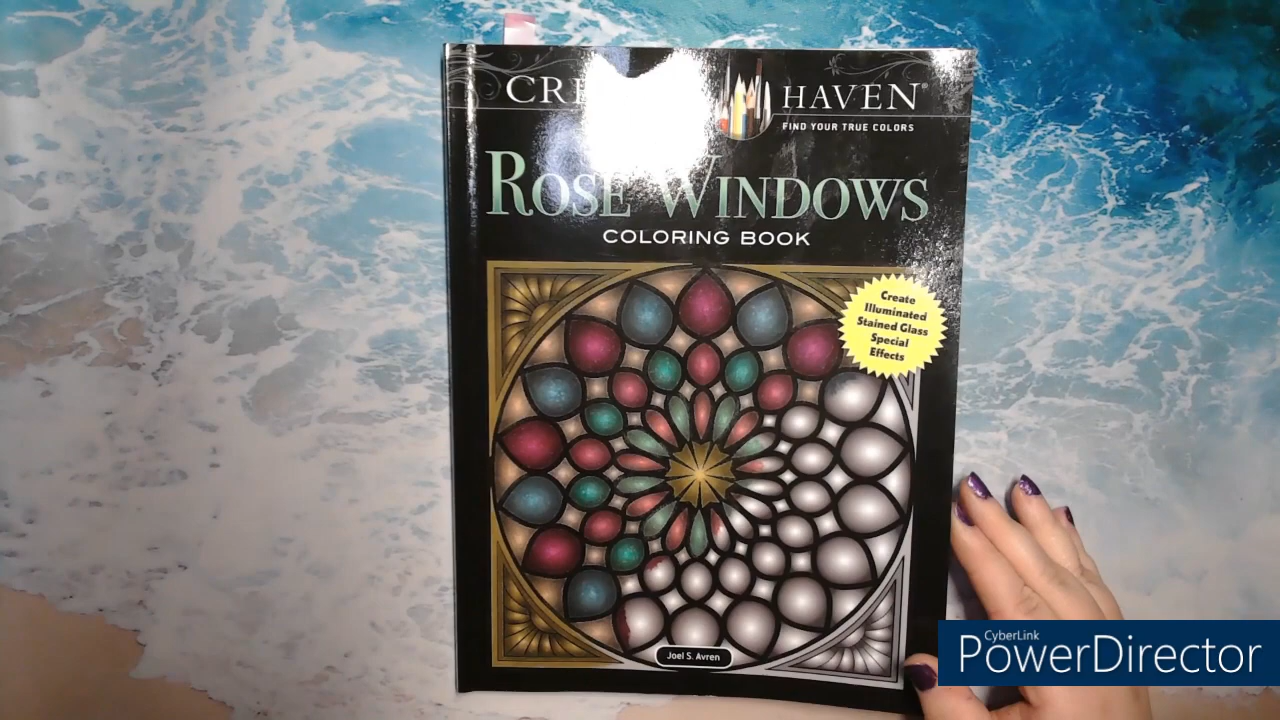 CRE HAVEN®
FIND YOUR TRUE COLORS
ROSE WINDOWS
COLORING BOOK
Create
Illuminated
Stained Glass
Special
Effects
Joel S. Avren
CyberLink
PowerDirector